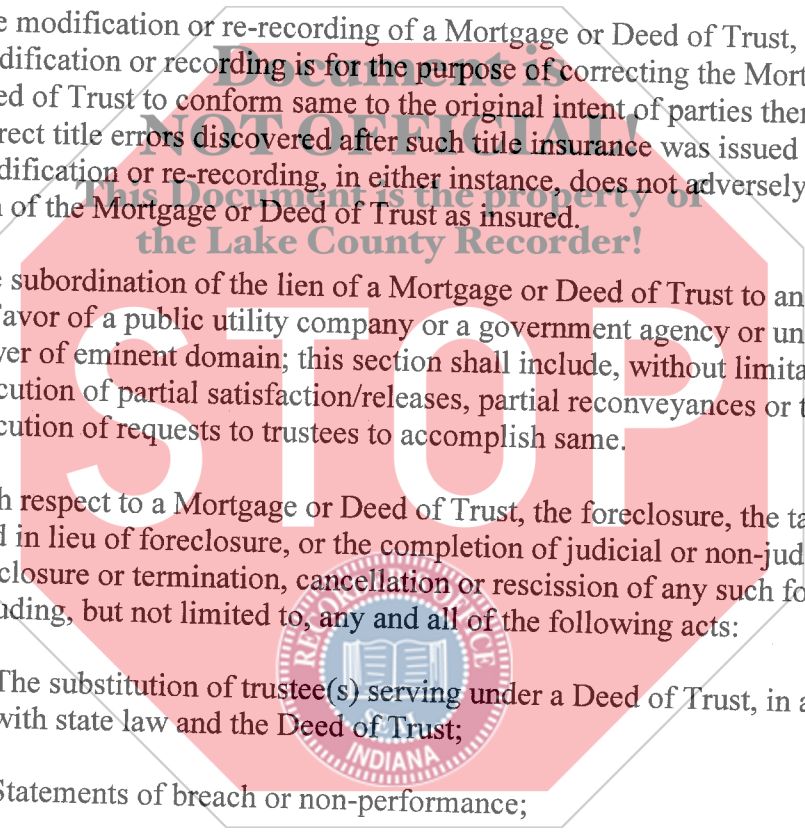 e modification or re-recording of a Mortgage or Deed of Trust,
dification or recording is for the purpose of correcting the Mort
Document is
ed of Trust to conform same to the original intent of parties ther
rect title errors discovered after such title insurance was issued
NOT OFFICIAL!
dification or re-recording, in either instance, does not adversely
This Document is the property of
n of the Mortgage or Deed of Trust as insured.
the Lake County Recorder!
e subordination of the lien of a Mortgage or Deed of Trust to an
favor of a public utility company or a government agency or un
wer of eminent domain; this section shall include, without limita
cution of partial satisfaction/releases, partial reconveyances or t
cution of requests to trustees to accomplish same.
STOP
h respect to a Mortgage or Deed of Trust, the foreclosure, the ta
d in lieu of foreclosure, or the completion of judicial or non-jud
closure or termination, cancellation or rescission of any such fo
uding, but not limited to, any and all of the following acts:
The substitution of trustee(s) serving under a Deed of Trust, in a
with state law and the Deed of Trust;
SEAL
INDIANA
Statements of breach or non-performance;